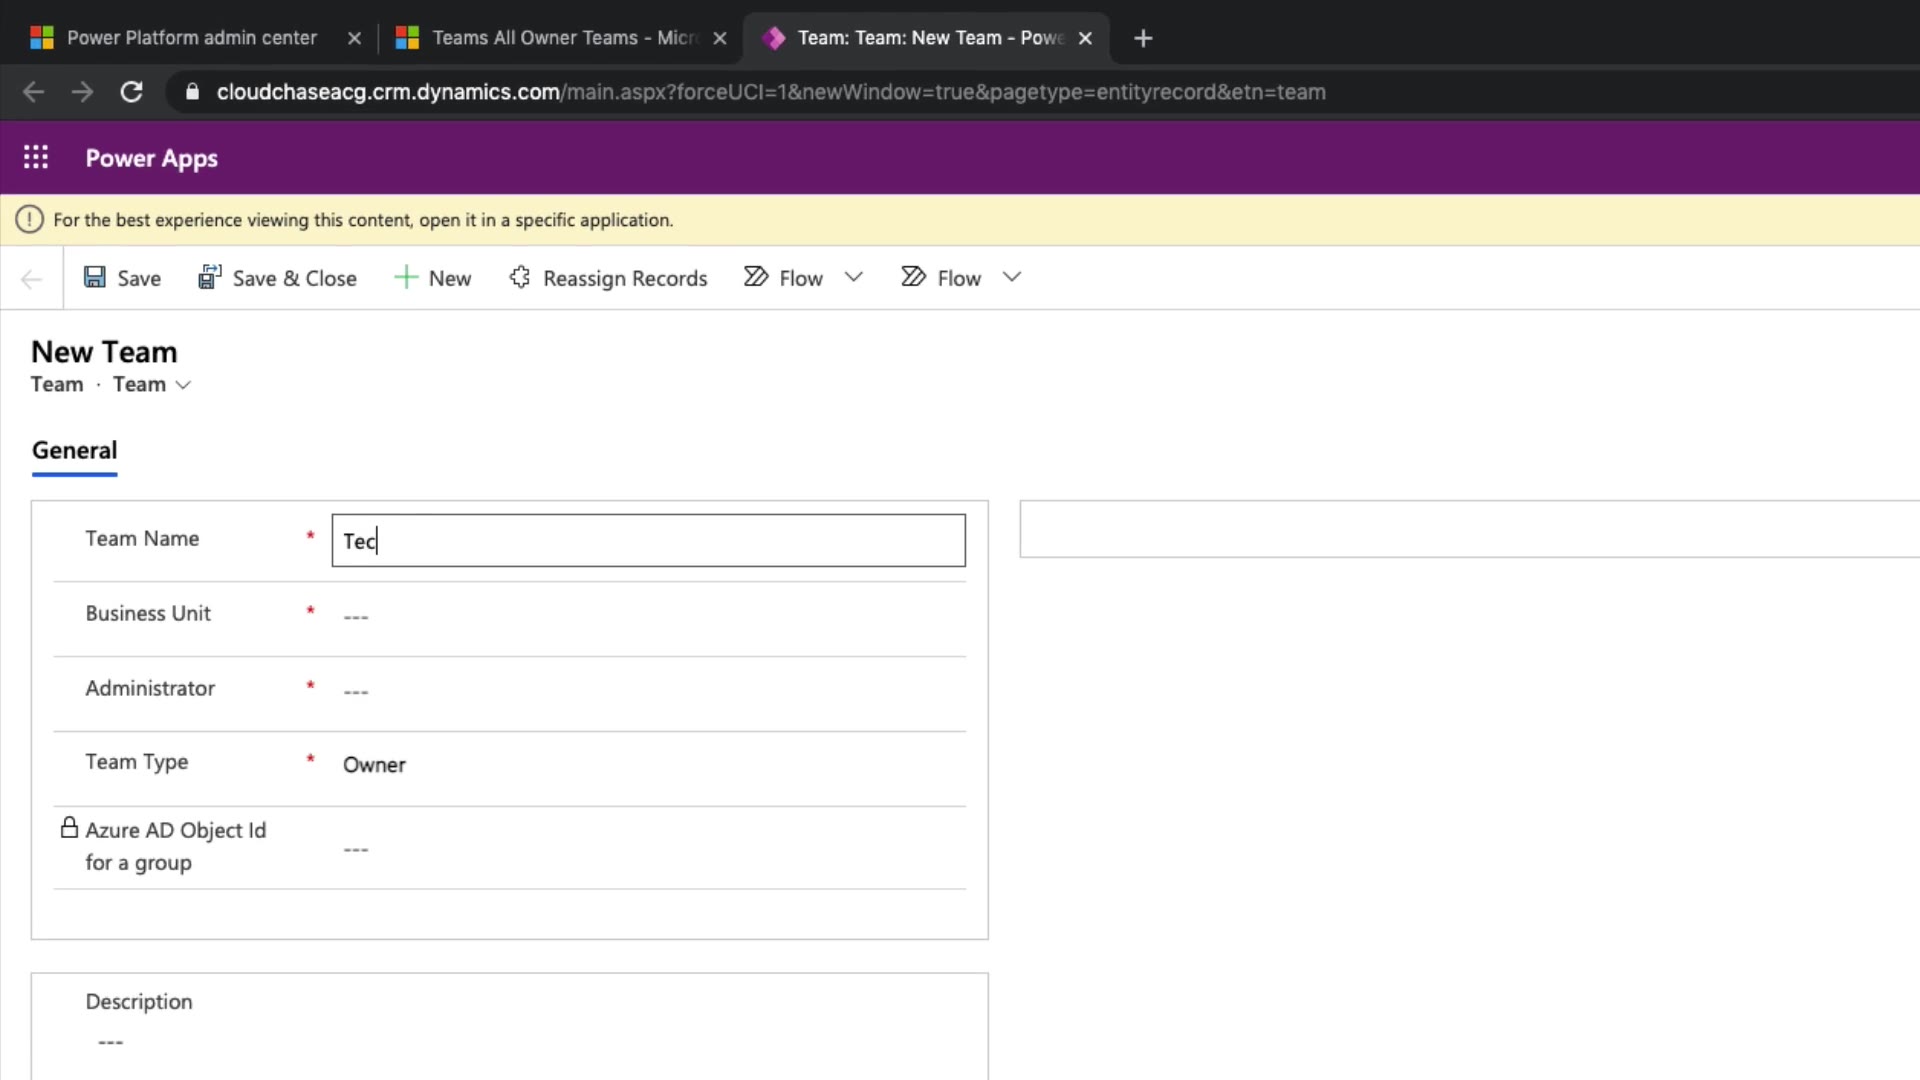 Power Platform admin center
Teams All Owner Teams - Micro
Team: Team: New Team - Powe
cloudchaseacg.crm.dynamics.com/main.aspx?forceUCI=1&newWindow=true&pagetype=entityrecord&etn=team
Power Apps
For the best experience viewing this content, open it in a specific application.
Save
Save & Close
New
Reassign Records
Flow
Flow
New Team
Team · Team
General
Team Name * Tec
Business Unit * ---
Administrator * ---
Team Type * Owner
Azure AD Object Id
for a group
---
Description
---